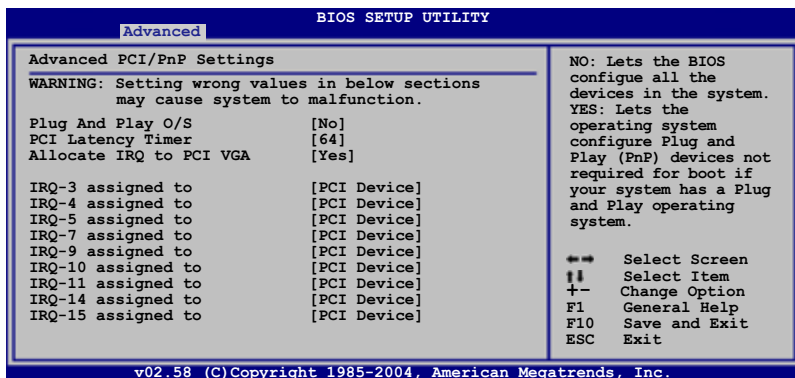 BIOS SETUP UTILITY
Advanced
Advanced PCI/PnP Settings
WARNING: Setting wrong values in below sections
may cause system to malfunction.
Plug And Play O/S [No]
PCI Latency Timer [64]
Allocate IRQ to PCI VGA [Yes]
IRQ-3 assigned to [PCI Device]
IRQ-4 assigned to [PCI Device]
IRQ-5 assigned to [PCI Device]
IRQ-7 assigned to [PCI Device]
IRQ-9 assigned to [PCI Device]
IRQ-10 assigned to [PCI Device]
IRQ-11 assigned to [PCI Device]
IRQ-14 assigned to [PCI Device]
IRQ-15 assigned to [PCI Device]
NO: Lets the BIOS
configue all the
devices in the system.
YES: Lets the
operating system
configure Plug and
Play (PnP) devices not
required for boot if
your system has a Plug
and Play operating
system.
←→ Select Screen
↑↓ Select Item
+- Change Option
F1 General Help
F10 Save and Exit
ESC Exit
v02.58 (C)Copyright 1985-2004, American Megatrends, Inc.